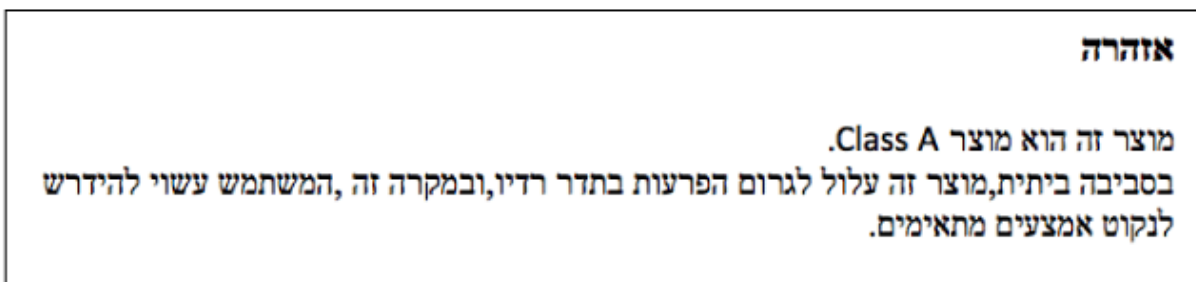 אזהרה
מוצר זה הוא מוצר Class A.
בסביבה ביתית,מוצר זה עלול לגרום הפרעות בתדר רדיו,ובמקרה זה ,המשתמש עשוי להידרש
לנקוט אמצעים מתאימים.